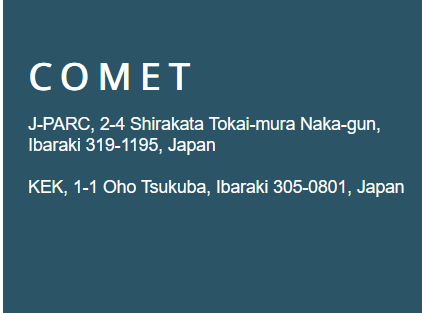 COMET
J-PARC, 2-4 Shirakata Tokai-mura Naka-gun,
Ibaraki 319-1195, Japan
KEK, 1-1 Oho Tsukuba, Ibaraki 305-0801, Japan